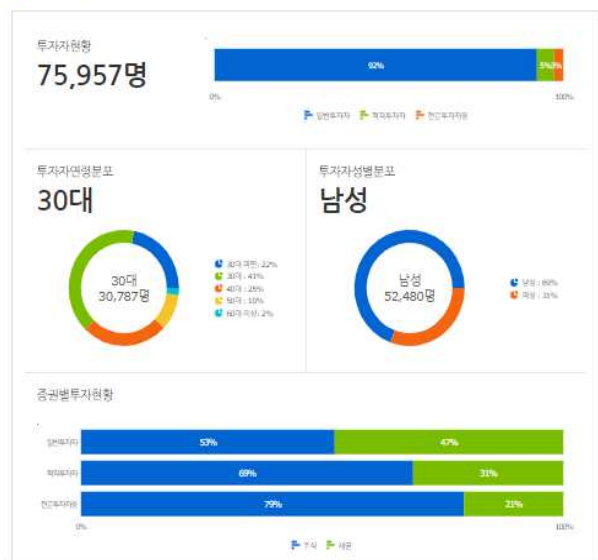 투자자현황
75,957명
92%
5%
3%
0%
100%
일반투자자
적격투자자
전문투자자등
투자자연령분포
30대
30대
30,787명
30대 미만: 22%
30대: 41%
40대: 25%
50대: 10%
60대 이상: 2%
투자자성별분포
남성
남성
52,480명
남성: 69%
여성: 31%
증권별투자현황
일반투자자
53%
47%
적격투자자
69%
31%
전문투자자등
79%
21%
0%
100%
주식
채권